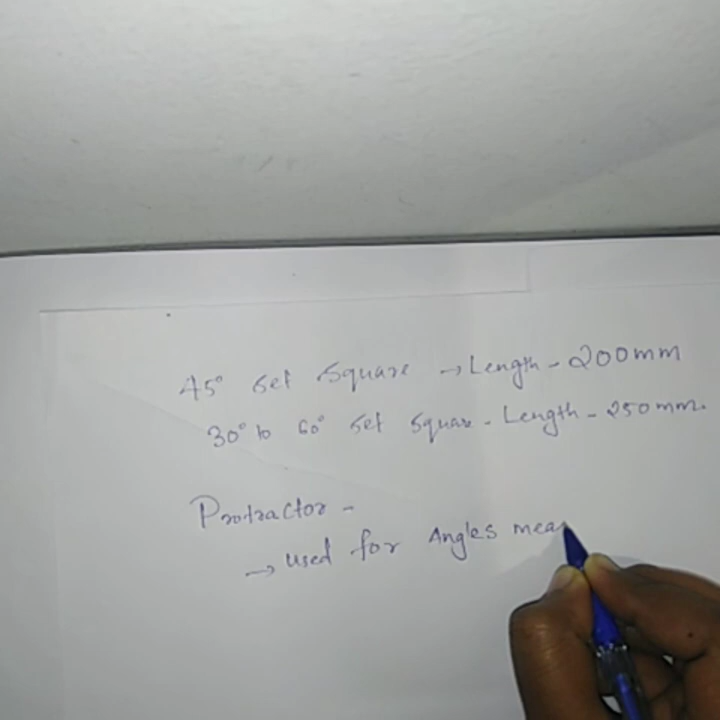 45° Set Square → Length - 200mm
30° to 60° Set Square - Length - 250mm.
Protractor -
→ Used for Angles mea